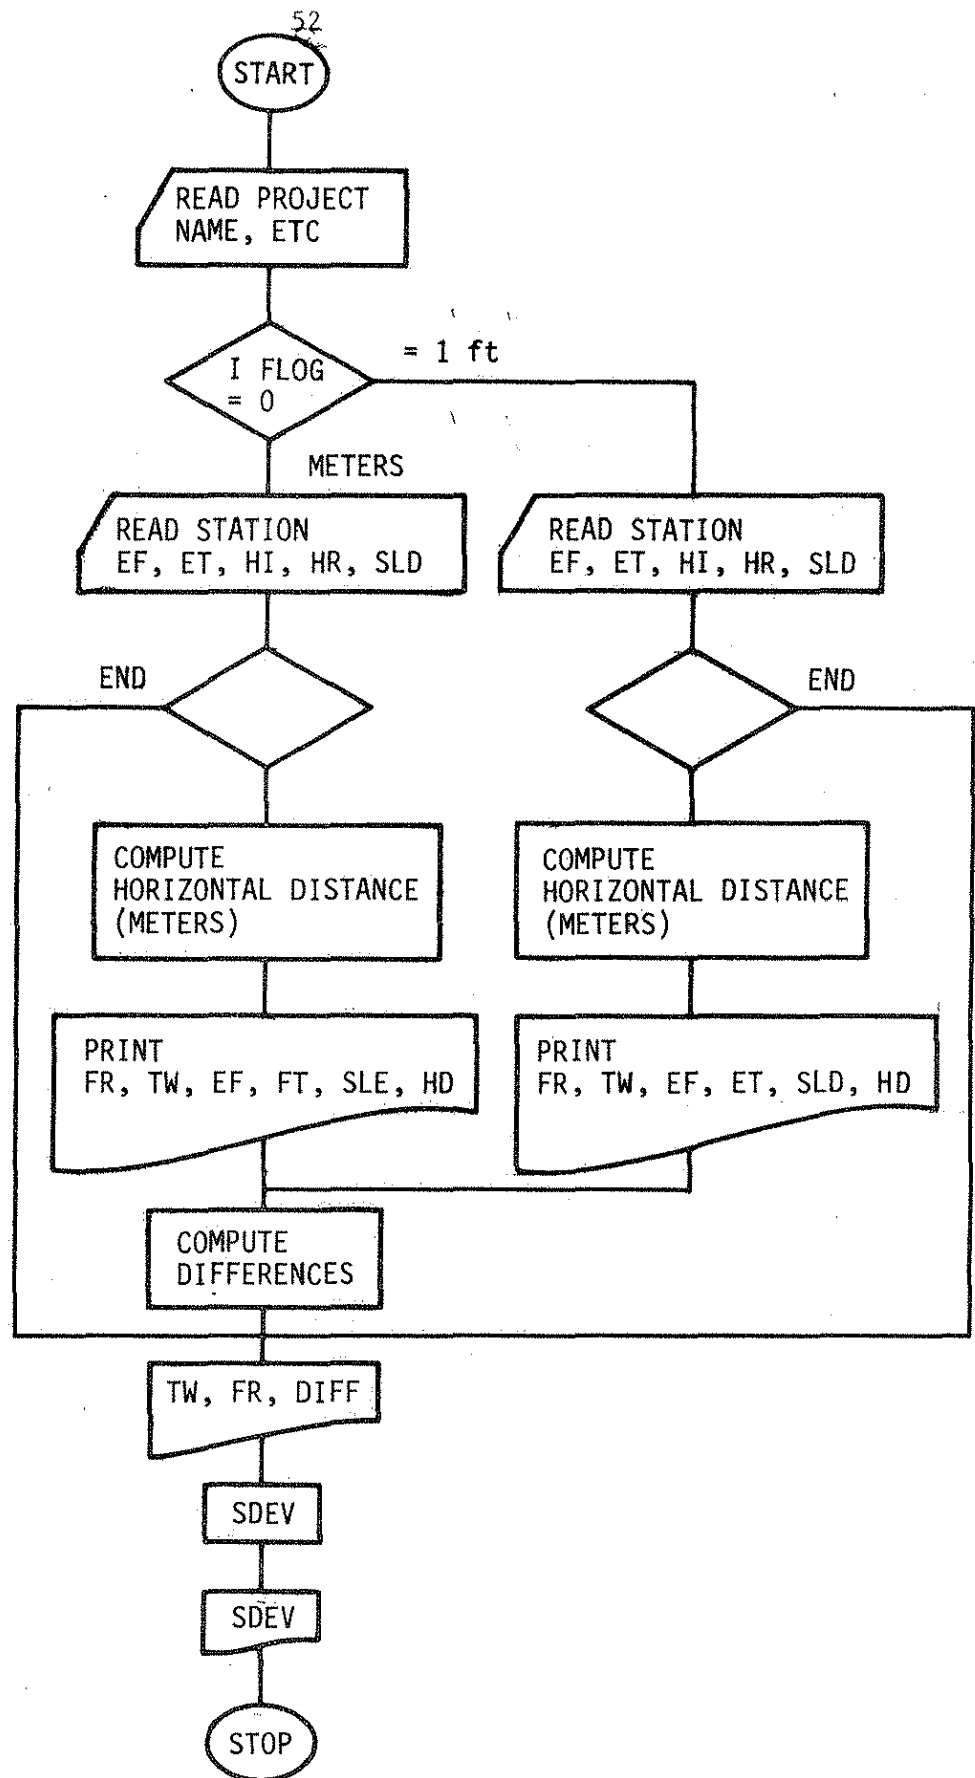 52
START
READ PROJECT
NAME, ETC
I FLOG
= 0
= 1 ft
METERS
READ STATION
EF, ET, HI, HR, SLD
READ STATION
EF, ET, HI, HR, SLD
END
END
COMPUTE
HORIZONTAL DISTANCE
(METERS)
COMPUTE
HORIZONTAL DISTANCE
(METERS)
PRINT
FR, TW, EF, FT, SLE, HD
PRINT
FR, TW, EF, ET, SLD, HD
COMPUTE
DIFFERENCES
TW, FR, DIFF
SDEV
SDEV
STOP